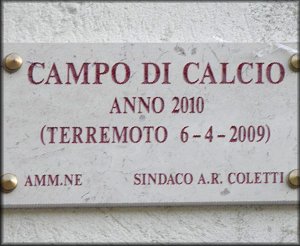 CAMPO DI CALCIO
ANNO 2010
(TERREMOTO 6-4-2009)
AMM.NE SINDACO A.R. COLETTI